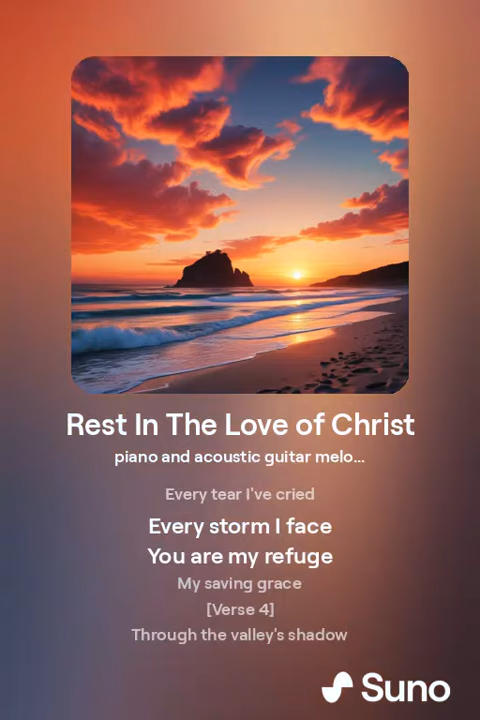 Rest In The Love of Christ
piano and acoustic guitar melo...
Every tear I've cried
Every storm I face
You are my refuge
My saving grace
[Verse 4]
Through the valley's shadow
Suno